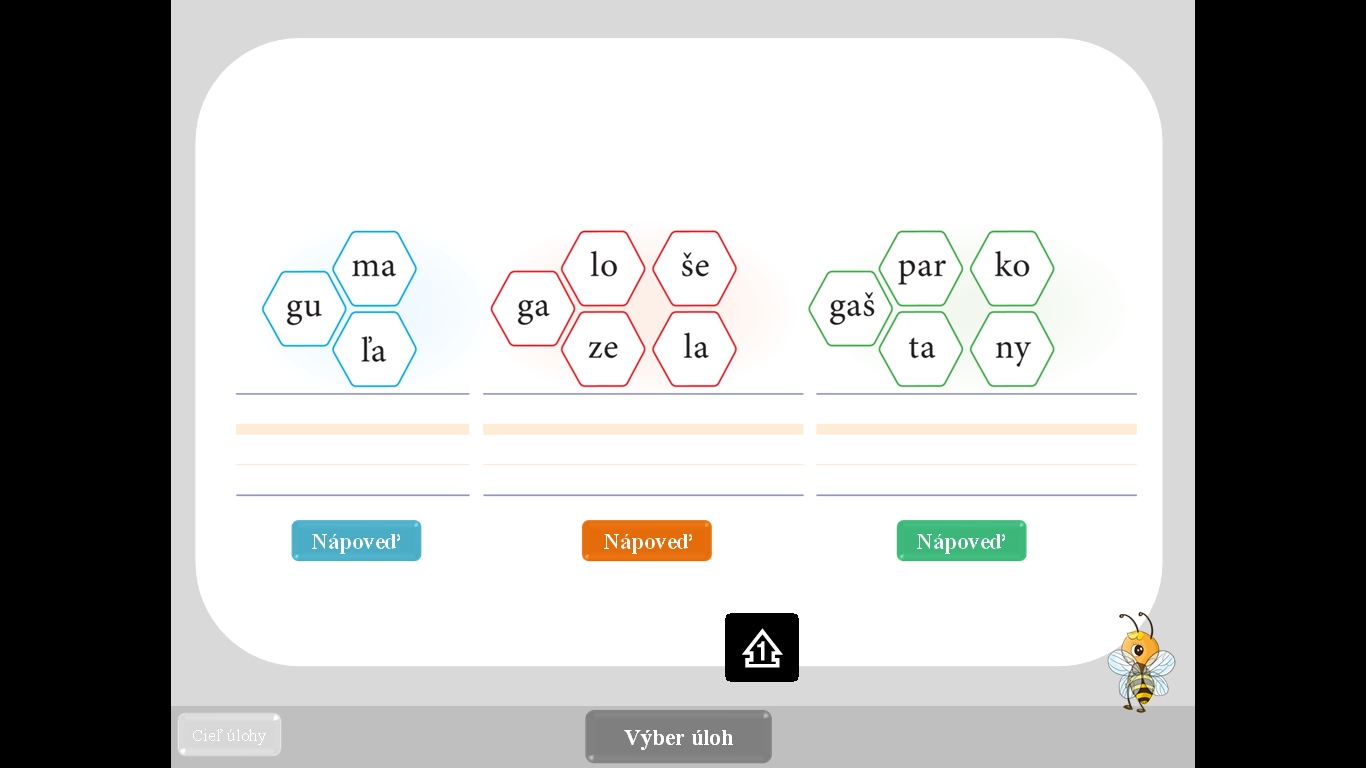 ma
gu
ľa
lo še
ga
ze la
par ko
gaš
ta ny
Nápoveď Nápoveď Nápoveď
1
Cieľ úlohy
Výber úloh